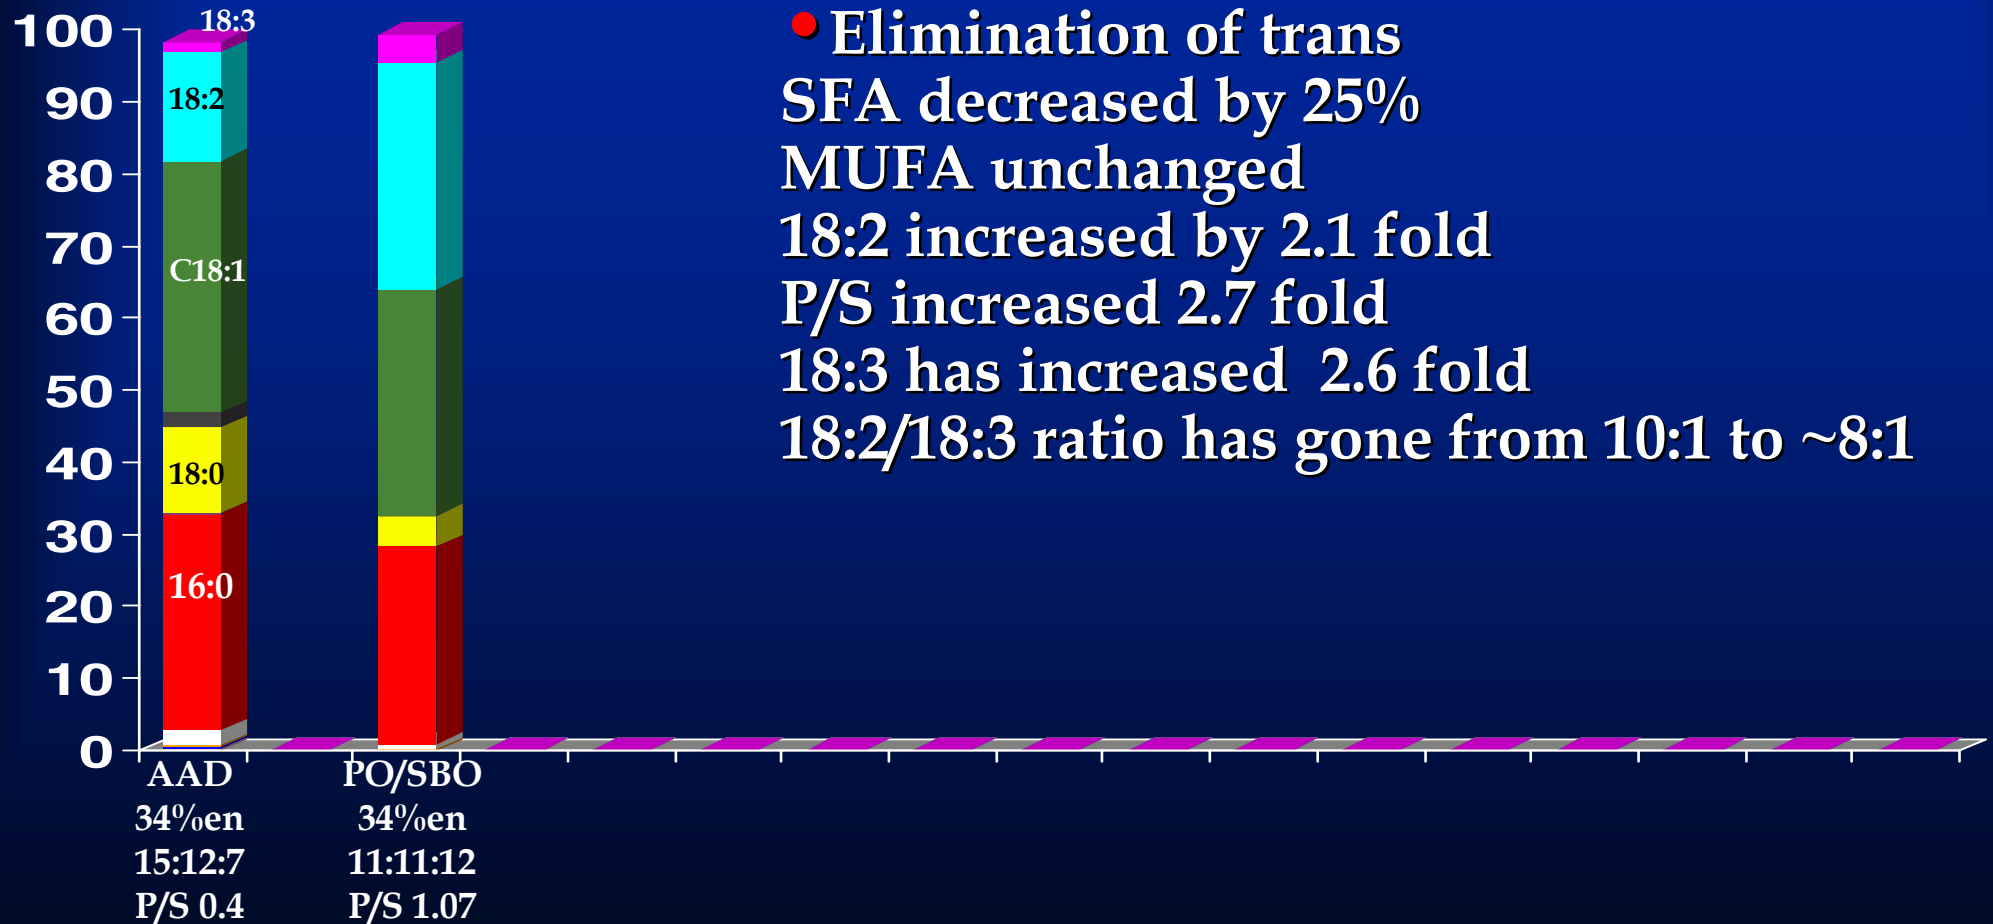 100
90
80
70
60
50
40
30
20
10
0
18:3
18:2
C18:1
18:0
16:0
AAD
34%en
15:12:7
P/S 0.4
PO/SBO
34%en
11:11:12
P/S 1.07
•Elimination of trans
SFA decreased by 25%
MUFA unchanged
18:2 increased by 2.1 fold
P/S increased 2.7 fold
18:3 has increased  2.6 fold
18:2/18:3 ratio has gone from 10:1 to ~8:1